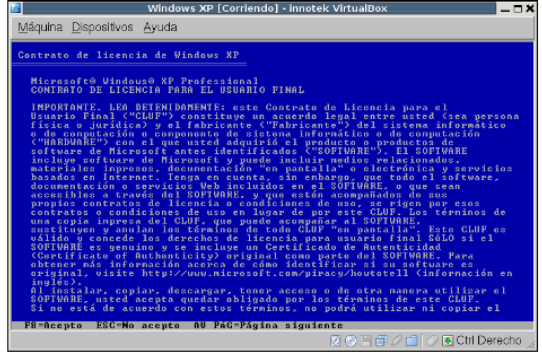 Windows XP [Corriendo] - innotek VirtualBox
Máquina Dispositivos Ayuda
Contrato de licencia de Windows XP
Microsoft® Windows® XP Professional
CONTRATO DE LICENCIA PARA EL USUARIO FINAL
IMPORTANTE. LEA DETENIDAMENTE: este Contrato de Licencia para el
Usuario Final ("CLUF") constituye un acuerdo legal entre usted (sea persona
física o jurídica) y el fabricante ("Fabricante") del sistema informático
o de computación o componente de sistema informático o de computación
("HARDWARE") con el que usted adquirió el producto o productos de
software de Microsoft antes identificados ("SOFTWARE"). El SOFTWARE
incluye software de Microsoft y puede incluir medios relacionados,
materiales impresos, documentación "en pantalla" o electrónica y servicios
basados en Internet. Tenga en cuenta, sin embargo, que todo el software,
documentación o servicios Web incluidos en el SOFTWARE, o que sean
accesibles a través del SOFTWARE, y que estén acompañados de sus
propios contratos de licencia o condiciones de uso, se rigen por esos
contratos o condiciones de uso en lugar de por este CLUF. Los términos de
una copia impresa del CLUF, que puede acompañar al SOFTWARE,
sustituyen y anulan los términos de todo CLUF "en pantalla". Este CLUF es
válido y concede los derechos de licencia para usuario final SÓLO si el
SOFTWARE es genuino y se incluye un Certificado de Autenticidad
(Certificate of Authenticity) original como parte del SOFTWARE. Para
obtener más información acerca de cómo identificar si su software es
original, visite http://www.microsoft.com/piracy/howtotell (información en
inglés).
Al instalar, copiar, descargar, tener acceso o de otra manera utilizar el
SOFTWARE, usted acepta quedar obligado por los términos de este CLUF.
Si no está de acuerdo con estos términos, no podrá utilizar ni copiar el
F8=Acepto ESC=No acepto AV PÁG=Página siguiente
Ctrl Derecho